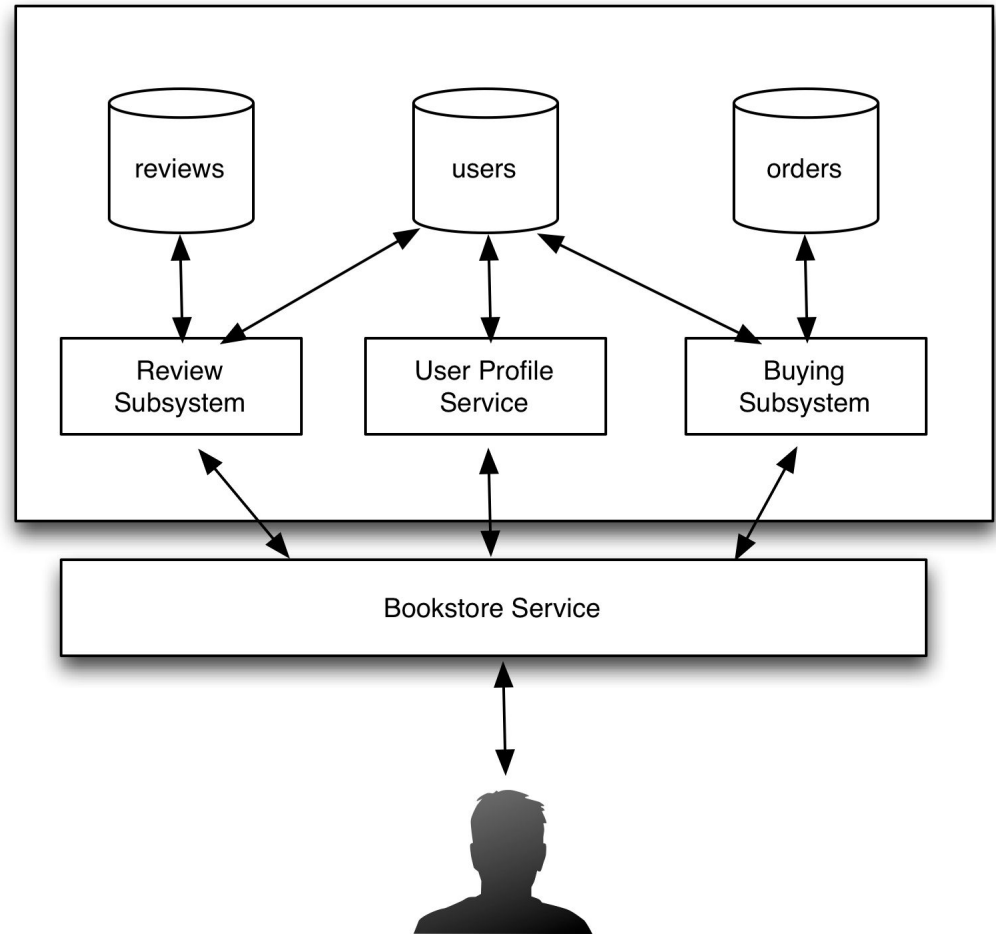 reviews
users
orders
Review
Subsystem
User Profile
Service
Buying
Subsystem
Bookstore Service